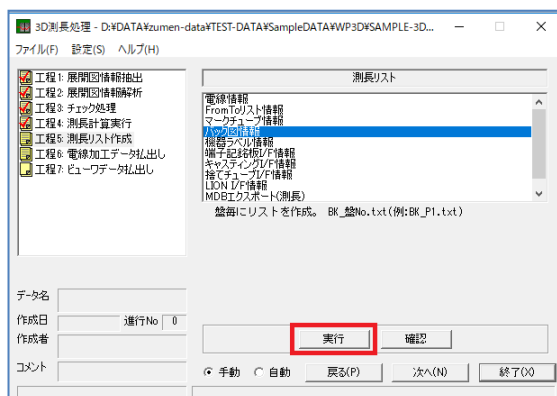 3D測長処理 - D:¥DATA¥zumen-data¥TEST-DATA¥SampleDATA¥WP3D¥SAMPLE-3D...
ファイル(F) 設定(S) ヘルプ(H)
工程1: 展開図情報抽出
工程2: 展開図情報解析
工程3: チェック処理
工程4: 測長計算実行
工程5: 測長リスト作成
工程6: 電線加工データ払出し
工程7: ビューワデータ払出し
測長リスト
電線情報
FromToリスト情報
マークチューブ情報
バック図情報
機器ラベル情報
端子記銘板I/F情報
キャスティングI/F情報
捨てチューブI/F情報
LION I/F情報
MDBエクスポート(測長)
盤毎にリストを作成。 BK_盤No.txt(例:BK_P1.txt)
データ名
作成日 進行No 0
作成者
コメント
実行 確認
手動 自動 戻る(P) 次へ(N) 終了(X)